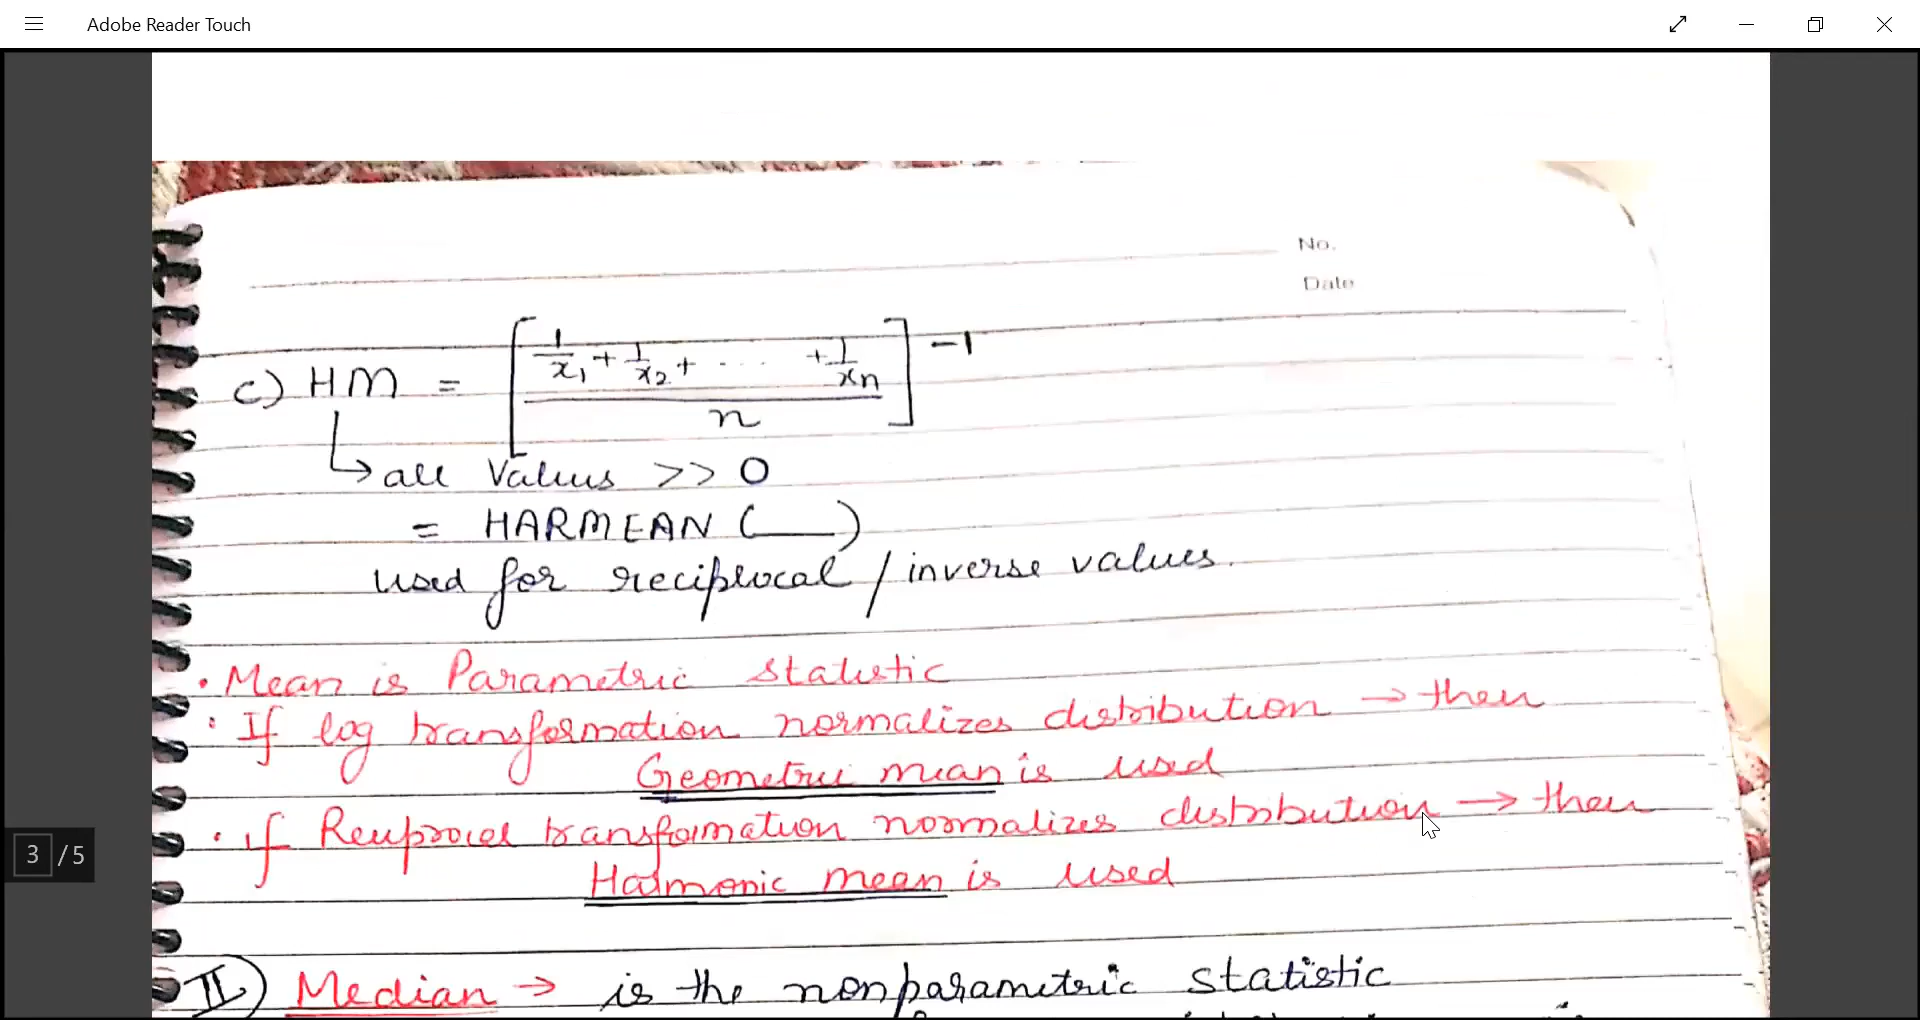 Adobe Reader Touch
No.
Date
c) HM = [ 1/x₁ + 1/x₂ + ... + 1/xn / n ] ⁻¹
↳ all values >> 0
= HARMEAN (___)
used for reciprocal / inverse values.
• Mean is Parametric Statistic
• If log transformation normalizes distribution → then
Geometric mean is used
• if Reciprocal transformation normalizes distribution → then
Harmonic mean is used
II) Median → is the nonparametric statistic
3 / 5